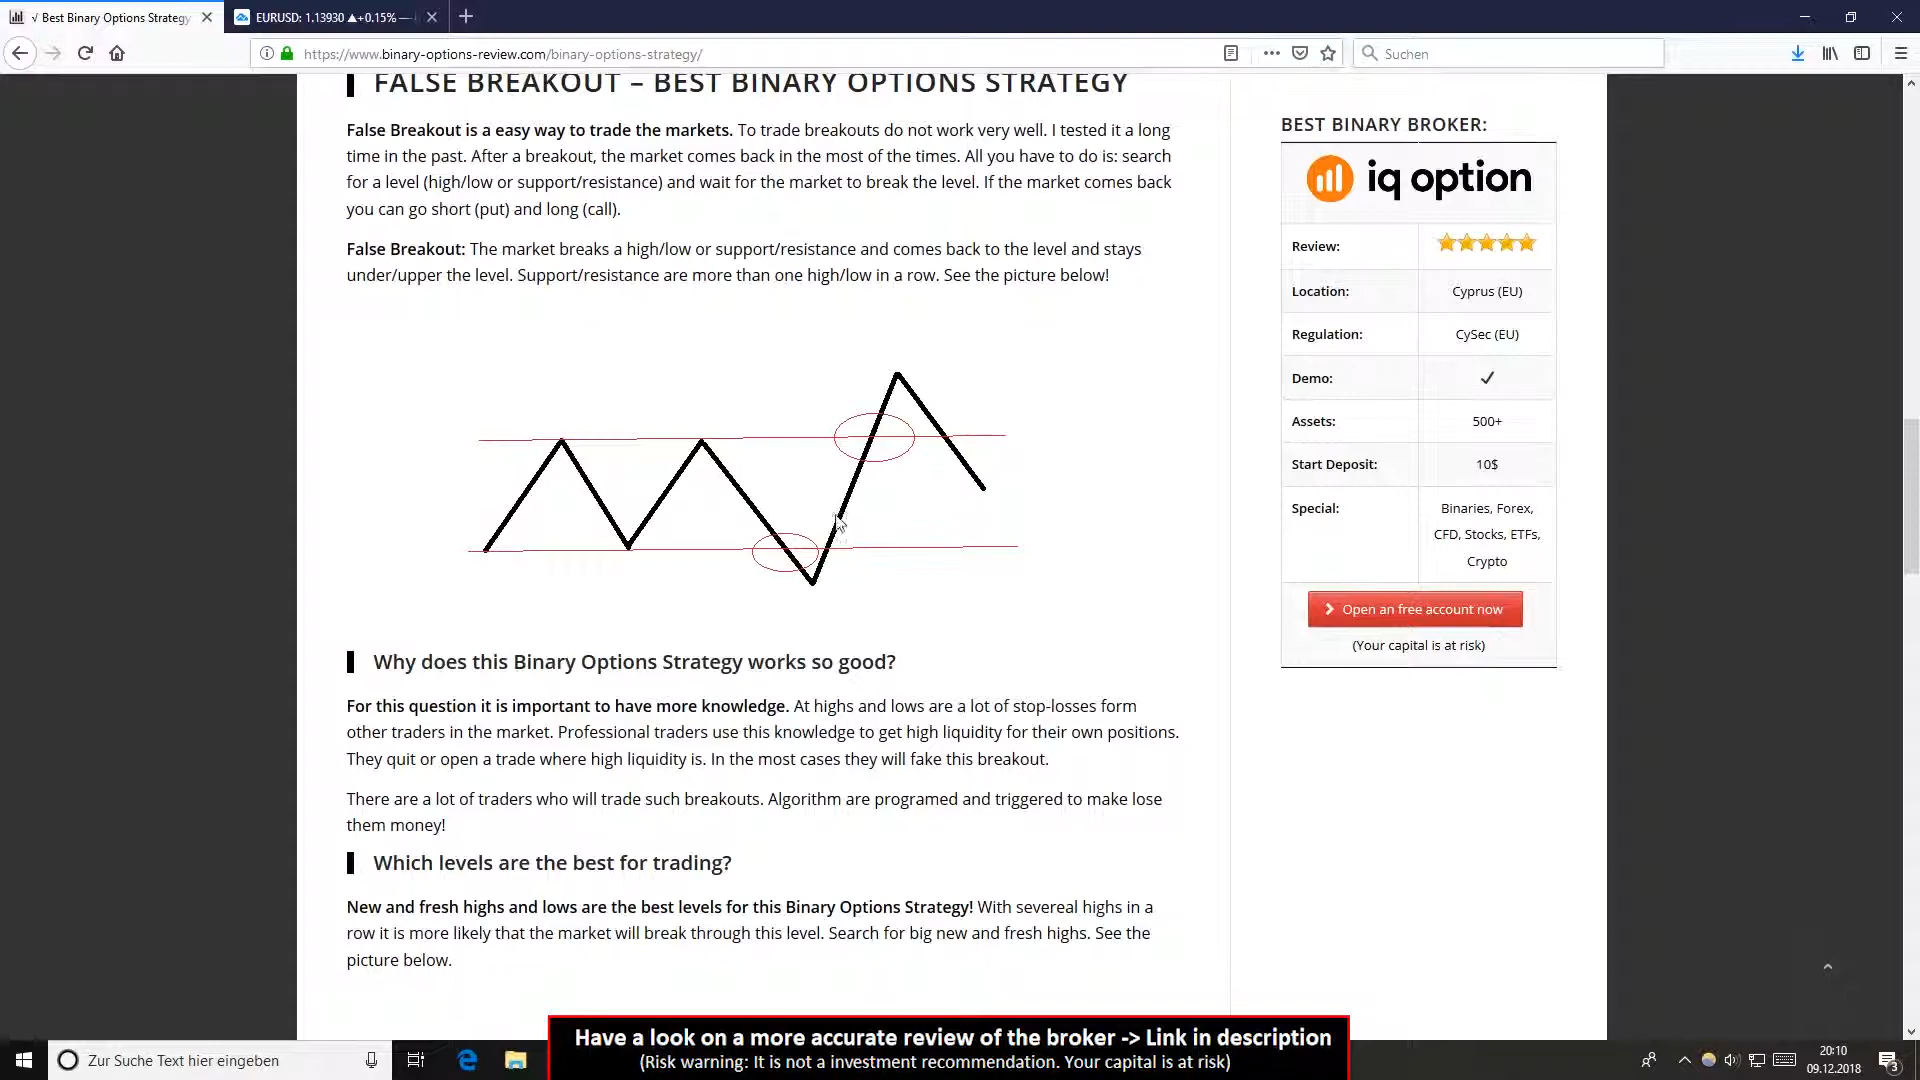 √ Best Binary Options Strategy
EURUSD: 1.13930 ▲+0.15% —
https://www.binary-options-review.com/binary-options-strategy/
Suchen
FALSE BREAKOUT – BEST BINARY OPTIONS STRATEGY
False Breakout is a easy way to trade the markets. To trade breakouts do not work very well. I tested it a long
time in the past. After a breakout, the market comes back in the most of the times. All you have to do is: search
for a level (high/low or support/resistance) and wait for the market to break the level. If the market comes back
you can go short (put) and long (call).
False Breakout: The market breaks a high/low or support/resistance and comes back to the level and stays
under/upper the level. Support/resistance are more than one high/low in a row. See the picture below!
Why does this Binary Options Strategy works so good?
For this question it is important to have more knowledge. At highs and lows are a lot of stop-losses form
other traders in the market. Professional traders use this knowledge to get high liquidity for their own positions.
They quit or open a trade where high liquidity is. In the most cases they will fake this breakout.
There are a lot of traders who will trade such breakouts. Algorithm are programed and triggered to make lose
them money!
Which levels are the best for trading?
New and fresh highs and lows are the best levels for this Binary Options Strategy! With severeal highs in a
row it is more likely that the market will break through this level. Search for big new and fresh highs. See the
picture below.
BEST BINARY BROKER:
iq option
Review:
Location: Cyprus (EU)
Regulation: CySec (EU)
Demo: ✓
Assets: 500+
Start Deposit: 10$
Special: Binaries, Forex,
CFD, Stocks, ETFs,
Crypto
Open an free account now
(Your capital is at risk)
Have a look on a more accurate review of the broker -> Link in description
(Risk warning: It is not a investment recommendation. Your capital is at risk)
Zur Suche Text hier eingeben
20:10
09.12.2018
3